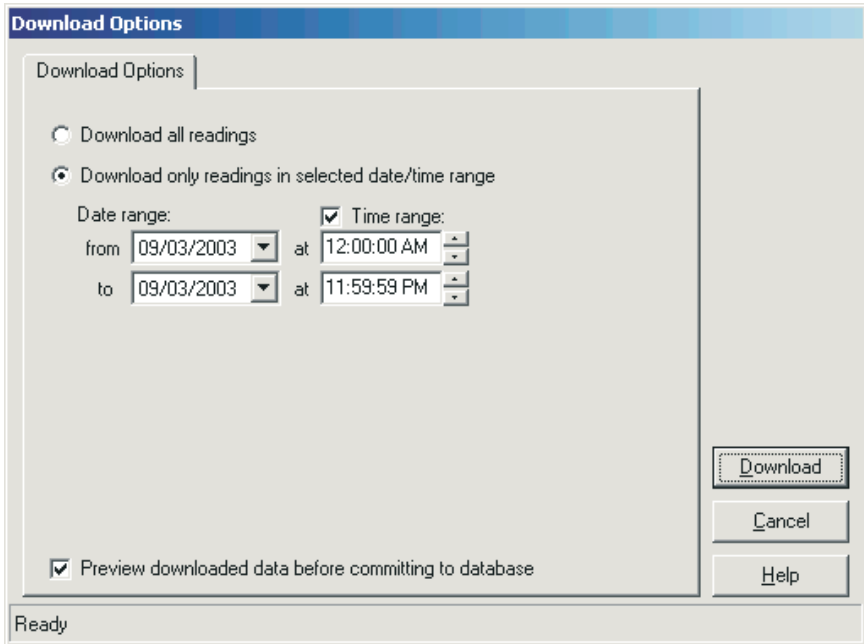 Download Options
Download Options
Download all readings
Download only readings in selected date/time range
Date range: Time range:
from 09/03/2003 at 12:00:00 AM
to 09/03/2003 at 11:59:59 PM
Download
Cancel
Preview downloaded data before committing to database
Help
Ready